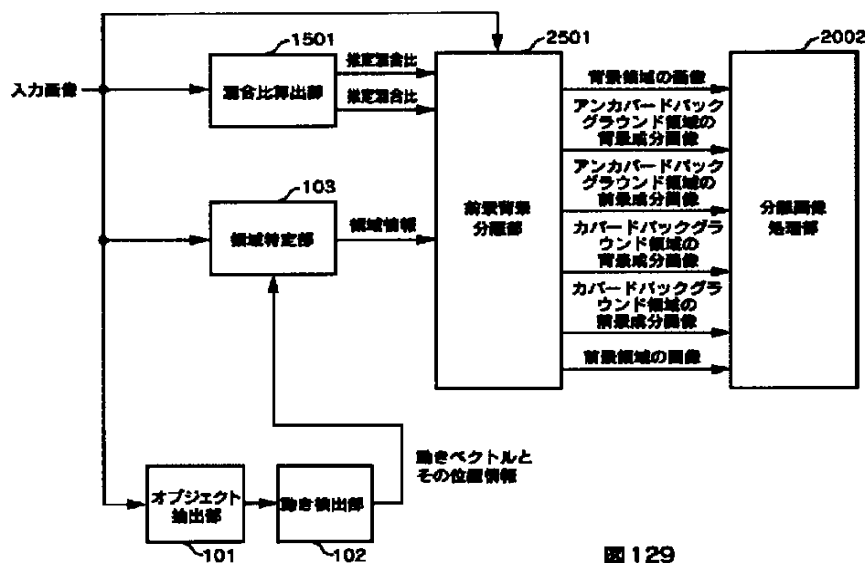 1501
2501
2002
入力画像
混合比算出部
推定混合比
推定混合比
103
領域特定部
領域情報
前景背景
分離部
背景領域の画像
アンカバードバック
グラウンド領域の
背景成分画像
アンカバードバック
グラウンド領域の
前景成分画像
カバードバックグラ
ウンド領域の
背景成分画像
カバードバックグラ
ウンド領域の
前景成分画像
前景領域の画像
分離画像
処理部
動きベクトルと
その位置情報
オブジェクト
抽出部
動き検出部
101
102
図129